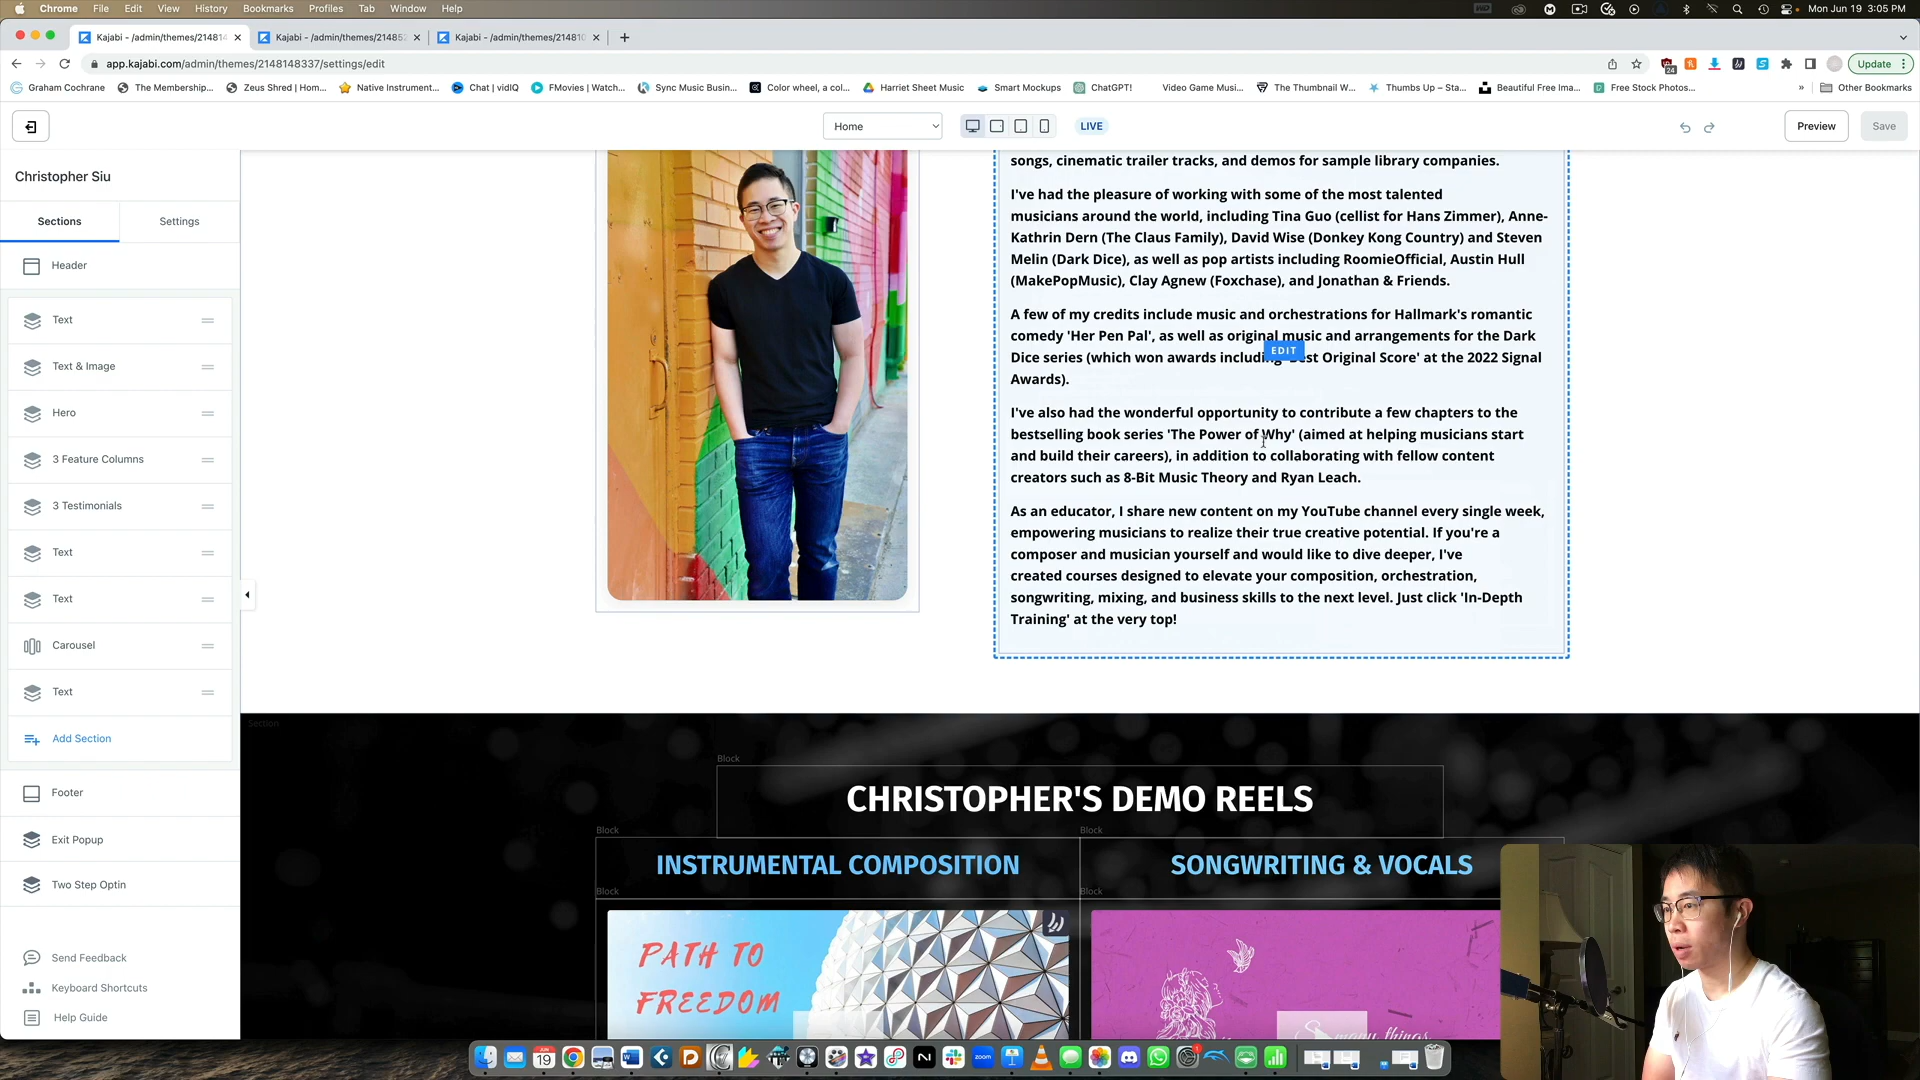 Chrome File Edit View History Bookmarks Profiles Tab Window Help
Mon Jun 19 3:05 PM
Kajabi - /admin/themes/21481
Kajabi - /admin/themes/21485
Kajabi - /admin/themes/21481
app.kajabi.com/admin/themes/2148148337/settings/edit
24
Update
Graham Cochrane
The Membership...
Zeus Shred | Hom...
Native Instrument...
Chat | vidIQ
FMovies | Watch...
Sync Music Busin...
Color wheel, a col...
Harriet Sheet Music
Smart Mockups
ChatGPT!
Video Game Musi...
The Thumbnail W...
Thumbs Up – Sta...
Beautiful Free Ima...
Free Stock Photos...
»
Other Bookmarks
Home
LIVE
Preview
Save
Christopher Siu
Sections
Settings
Header
Text
Text & Image
Hero
3 Feature Columns
3 Testimonials
Text
Text
Carousel
Text
Add Section
Footer
Exit Popup
Two Step Optin
Send Feedback
Keyboard Shortcuts
Help Guide
songs, cinematic trailer tracks, and demos for sample library companies.
I've had the pleasure of working with some of the most talented
musicians around the world, including Tina Guo (cellist for Hans Zimmer), Anne-
Kathrin Dern (The Claus Family), David Wise (Donkey Kong Country) and Steven
Melin (Dark Dice), as well as pop artists including RoomieOfficial, Austin Hull
(MakePopMusic), Clay Agnew (Foxchase), and Jonathan & Friends.
A few of my credits include music and orchestrations for Hallmark's romantic
comedy 'Her Pen Pal', as well as original music and arrangements for the Dark
EDIT
Dice series (which won awards including 'Best Original Score' at the 2022 Signal
Awards).
I've also had the wonderful opportunity to contribute a few chapters to the
bestselling book series 'The Power of Why' (aimed at helping musicians start
and build their careers), in addition to collaborating with fellow content
creators such as 8-Bit Music Theory and Ryan Leach.
As an educator, I share new content on my YouTube channel every single week,
empowering musicians to realize their true creative potential. If you're a
composer and musician yourself and would like to dive deeper, I've
created courses designed to elevate your composition, orchestration,
songwriting, mixing, and business skills to the next level. Just click 'In-Depth
Training' at the very top!
Section
Block
CHRISTOPHER'S DEMO REELS
Block
Block
INSTRUMENTAL COMPOSITION
SONGWRITING & VOCALS
Block
Block
PATH TO
FREEDOM
So many things
JUN
19
zoom